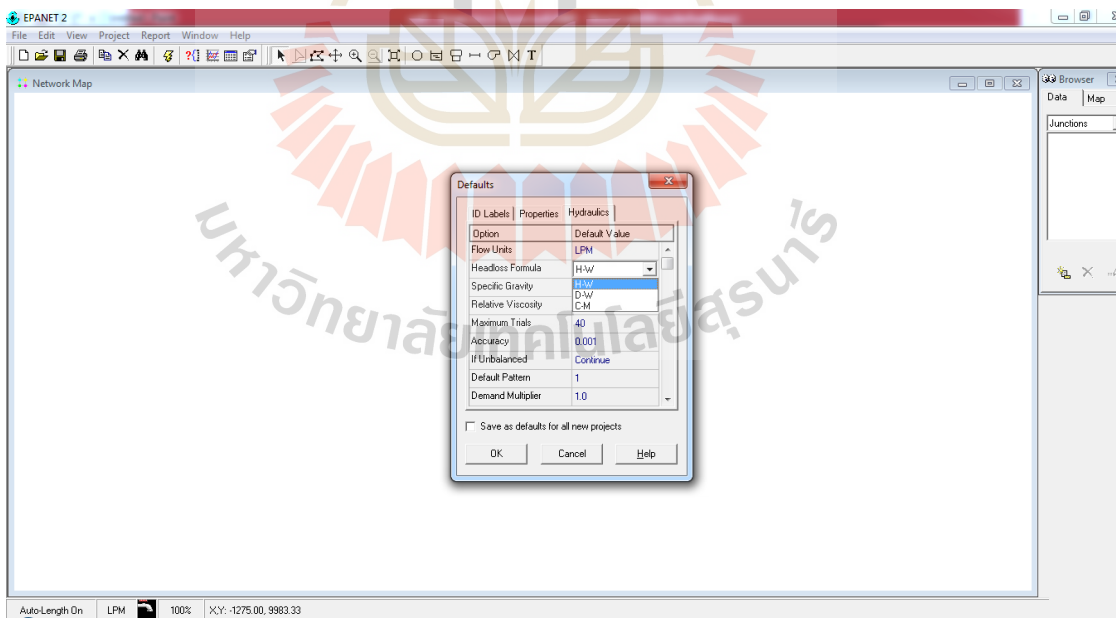 EPANET 2
File Edit View Project Report Window Help
Network Map
Browser
Data Map
Junctions
Defaults
ID Labels Properties Hydraulics
Option Default Value
Flow Units LPM
Headloss Formula H-W
H-W
Specific Gravity
D-W
Relative Viscosity
C-M
Maximum Trials 40
Accuracy 0.001
If Unbalanced Continue
Default Pattern 1
Demand Multiplier 1.0
Save as defaults for all new projects
OK Cancel Help
มหาวิทยาลัยเทคโนโลยีสุรนารี
Auto-Length On LPM 100% X,Y: -1275.00, 9983.33